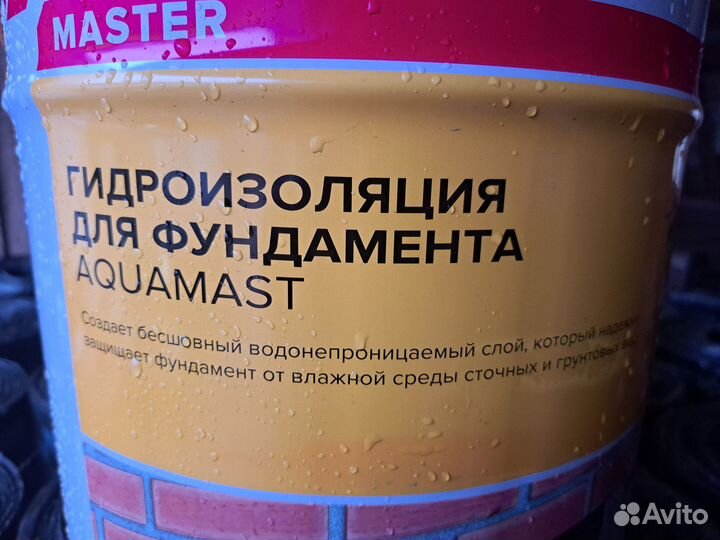 MASTER
ГИДРОИЗОЛЯЦИЯ
ДЛЯ ФУНДАМЕНТА
AQUAMAST
Создает бесшовный водонепроницаемый слой, который
защищает фундамент от влажной среды сточных и грунтовых
Avito